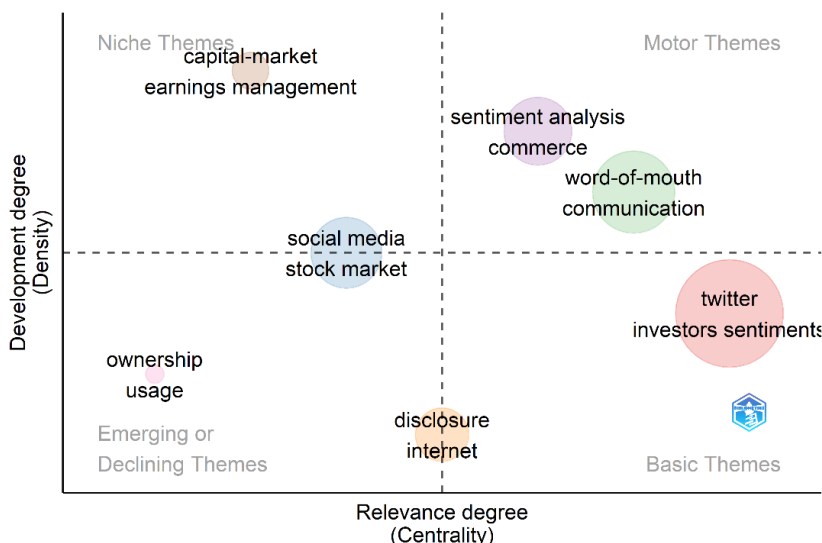 Niche Themes
Motor Themes
capital-market
earnings management
sentiment analysis
commerce
word-of-mouth
communication
social media
stock market
twitter
investors sentiments
ownership
usage
disclosure
internet
Emerging or
Declining Themes
Basic Themes
Development degree
(Density)
Relevance degree
(Centrality)